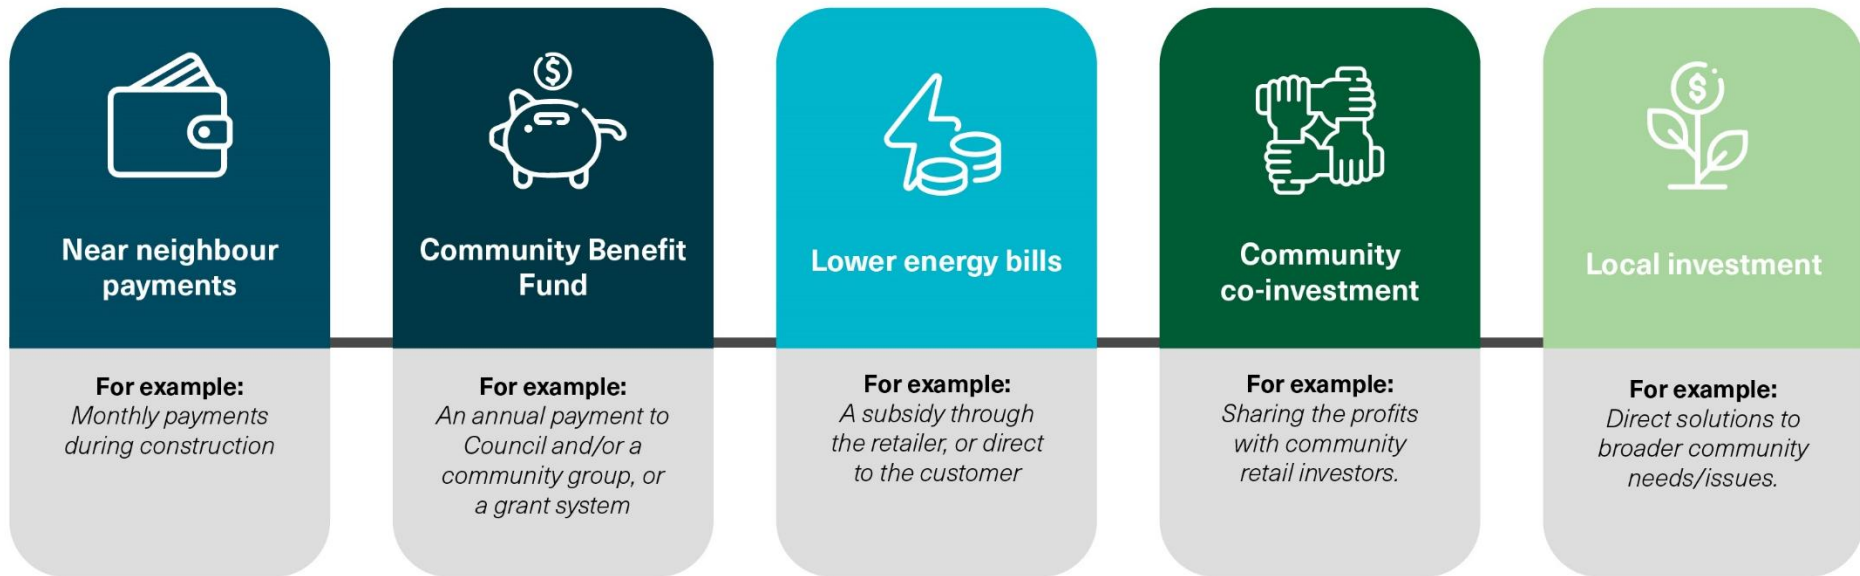 Near neighbour
payments
For example:
Monthly payments
during construction
Community Benefit
Fund
For example:
An annual payment to
Council and/or a
community group, or
a grant system
Lower energy bills
For example:
A subsidy through
the retailer, or direct
to the customer
Community
co-investment
For example:
Sharing the profits
with community
retail investors.
Local investment
For example:
Direct solutions to
broader community
needs/issues.